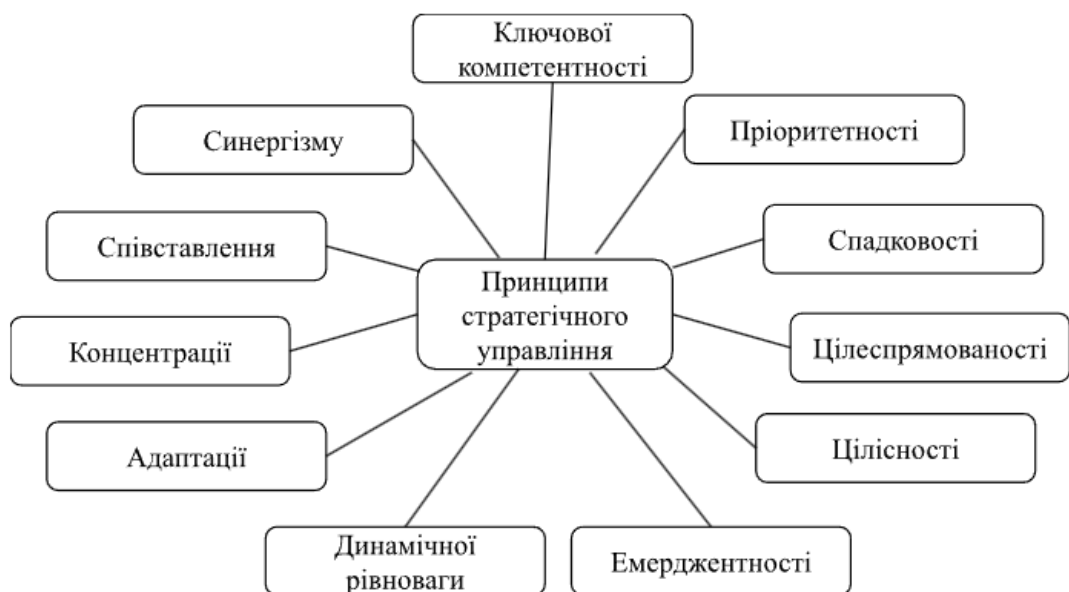 Ключової
компетентності
Пріоритетності
Синергізму
Спадковості
Співставлення
Принципи
стратегічного
управління
Цілеспрямованості
Концентрації
Цілісності
Адаптації
Динамічної
рівноваги
Емерджентності